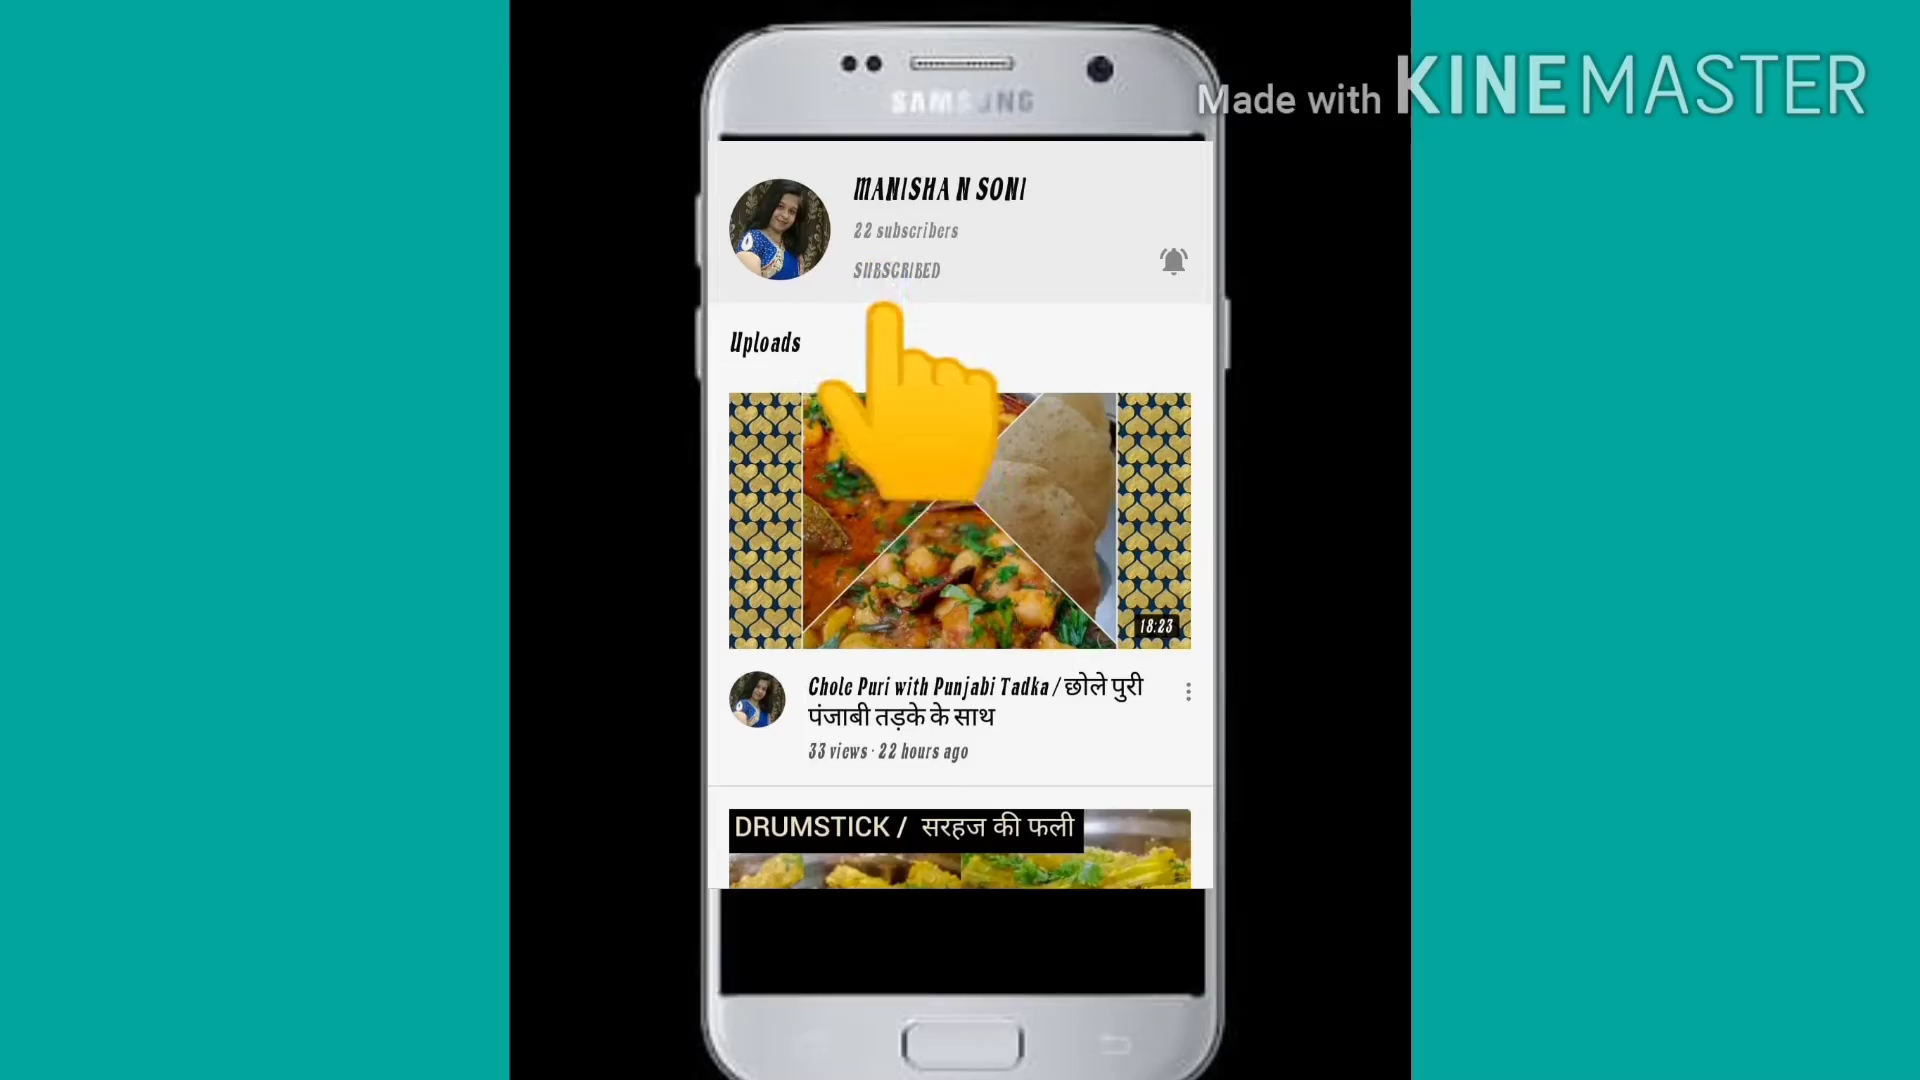 SAMSUNG
Made with KINEMASTER
MANISHA N SONI
22 subscribers
SUBSCRIBED
Uploads
18:23
Chole Puri with Punjabi Tadka / छोले पुरी
पंजाबी तड़के के साथ
33 views · 22 hours ago
DRUMSTICK / सरहज की फली